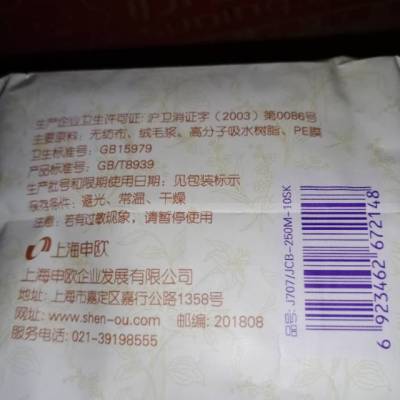 生产企业卫生许可证: 沪卫消证字 (2003) 第0086号
主要原料: 无纺布、绒毛浆、高分子吸水树脂、PE膜
卫生标准号: GB15979
产品标准号: GB/T8939
生产批号和限期使用日期: 见包装标示
保存条件: 避光、常温、干燥
注意: 若有过敏现象, 请暂停使用
上海申欧
上海申欧企业发展有限公司
地址: 上海市嘉定区嘉行公路1358号
网址: www.shen-ou.com 邮编: 201808
服务电话: 021-39198555
品号: J707/JCB-250M-10SK
6 923462 672148